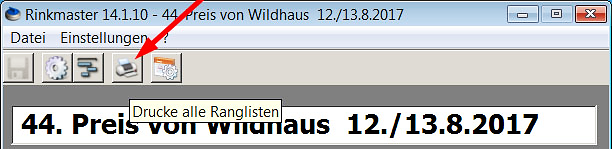 Rinkmaster 14.1.10 - 44. Preis von Wildhaus 12./13.8.2017
Datei Einstellungen ?
Drucke alle Ranglisten
44. Preis von Wildhaus 12./13.8.2017